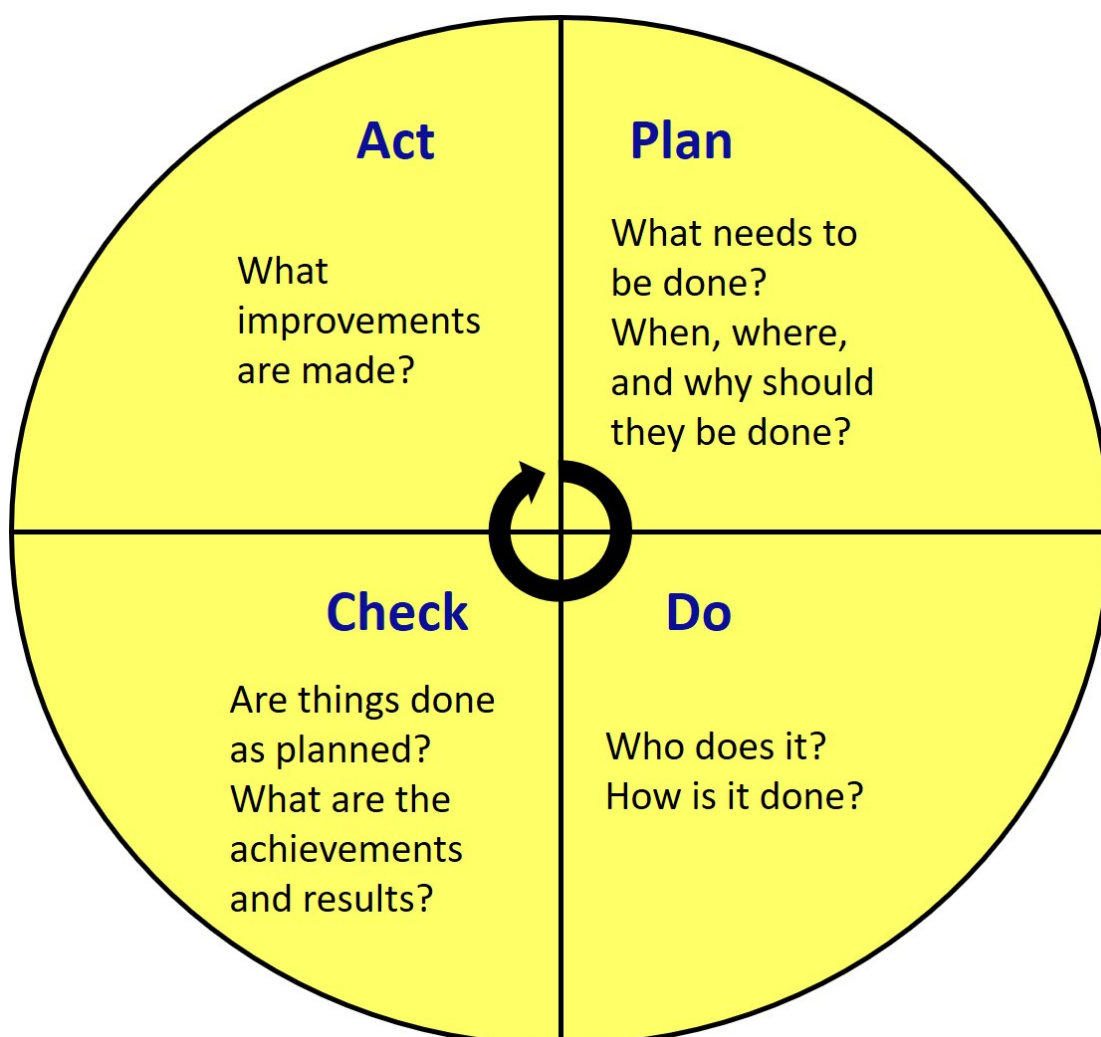 Act
What
improvements
are made?
Plan
What needs to
be done?
When, where,
and why should
they be done?
Check
Are things done
as planned?
What are the
achievements
and results?
Do
Who does it?
How is it done?